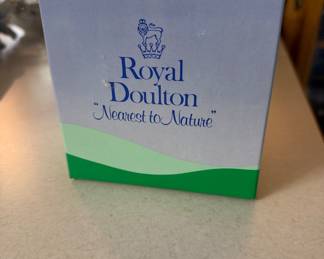 Royal
Doulton
"Nearest to Nature"